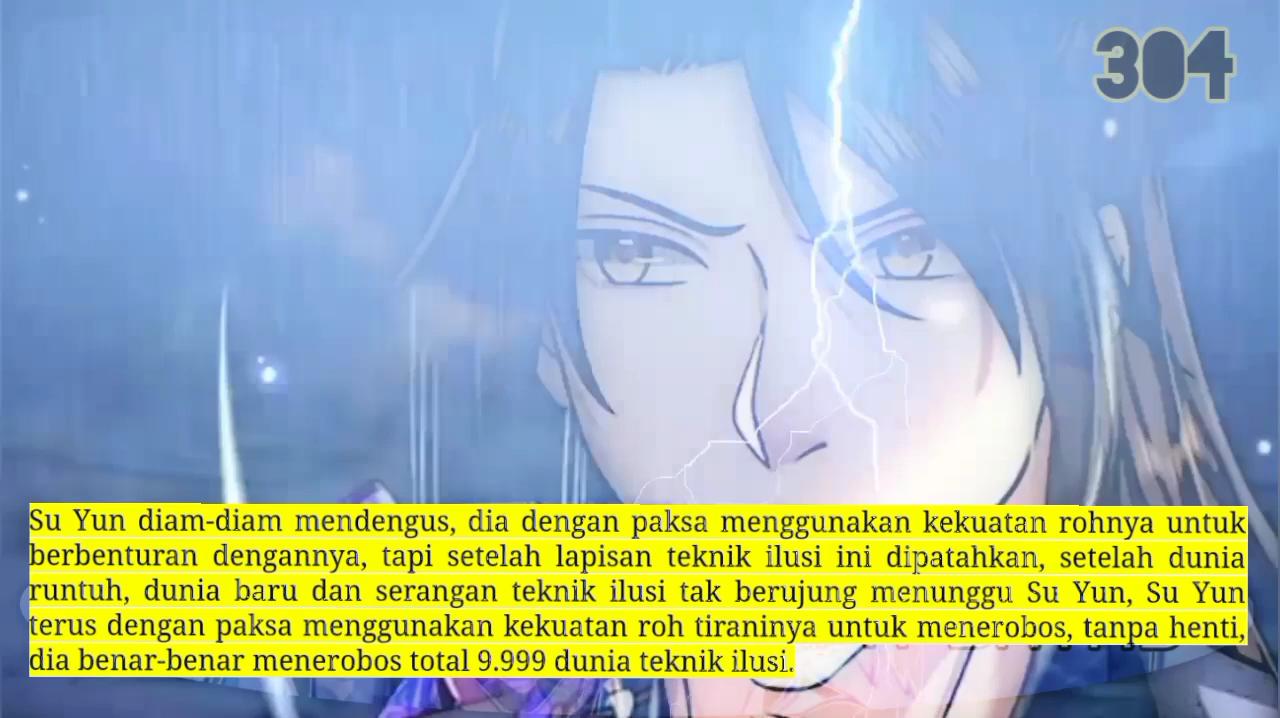 304
Su Yun diam-diam mendengus, dia dengan paksa menggunakan kekuatan rohnya untuk
berbenturan dengannya, tapi setelah lapisan teknik ilusi ini dipatahkan, setelah dunia
runtuh, dunia baru dan serangan teknik ilusi tak berujung menunggu Su Yun, Su Yun
terus dengan paksa menggunakan kekuatan roh tiraninya untuk menerobos, tanpa henti,
dia benar-benar menerobos total 9.999 dunia teknik ilusi.